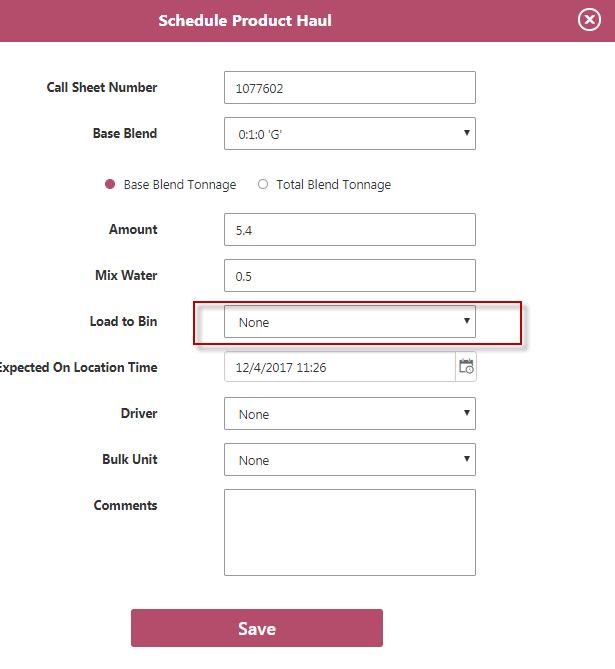 Schedule Product Haul
Call Sheet Number 1077602
Base Blend 0:1:0 'G'
Base Blend Tonnage Total Blend Tonnage
Amount 5.4
Mix Water 0.5
Load to Bin None
Expected On Location Time 12/4/2017 11:26
Driver None
Bulk Unit None
Comments
Save